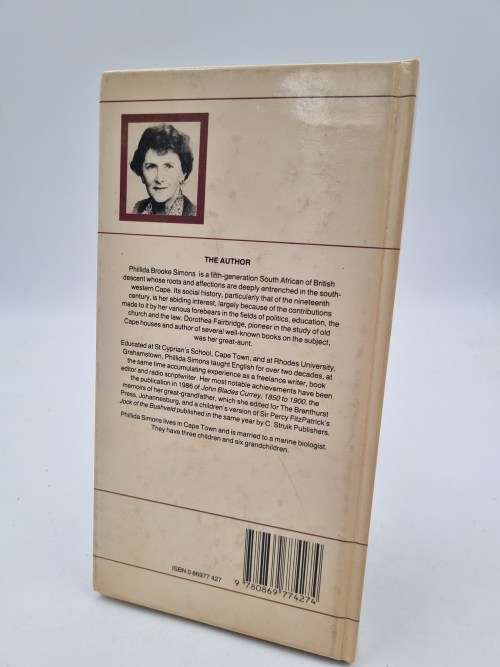 THE AUTHOR
Phillida Brooke Simons is a fifth-generation South African of British
descent whose roots and affections are deeply entrenched in the south-
western Cape. Its social history, particularly that of the nineteenth
century, is her abiding interest, largely because of the contributions
made to it by her various forebears in the fields of politics, education, the
church and the law. Dorothea Fairbridge, pioneer in the study of old
Cape houses and author of several well-known books on the subject,
was her great-aunt.
Educated at St Cyprian's School, Cape Town, and at Rhodes University,
Grahamstown, Phillida Simons taught English for over two decades, at
the same time accumulating experience as a freelance writer, book
editor and radio scriptwriter. Her most notable achievements have been
the publication in 1986 of John Blades Currey, 1850 to 1900, the
memoirs of her great-grandfather, which she edited for The Brenthurst
Press, Johannesburg, and a children's version of Sir Percy FitzPatrick's
Jock of the Bushveld published in the same year by C. Struik Publishers.
Phillida Simons lives in Cape Town and is married to a marine biologist.
They have three children and six grandchildren.
ISBN 0 86977 427
9 780869 774274